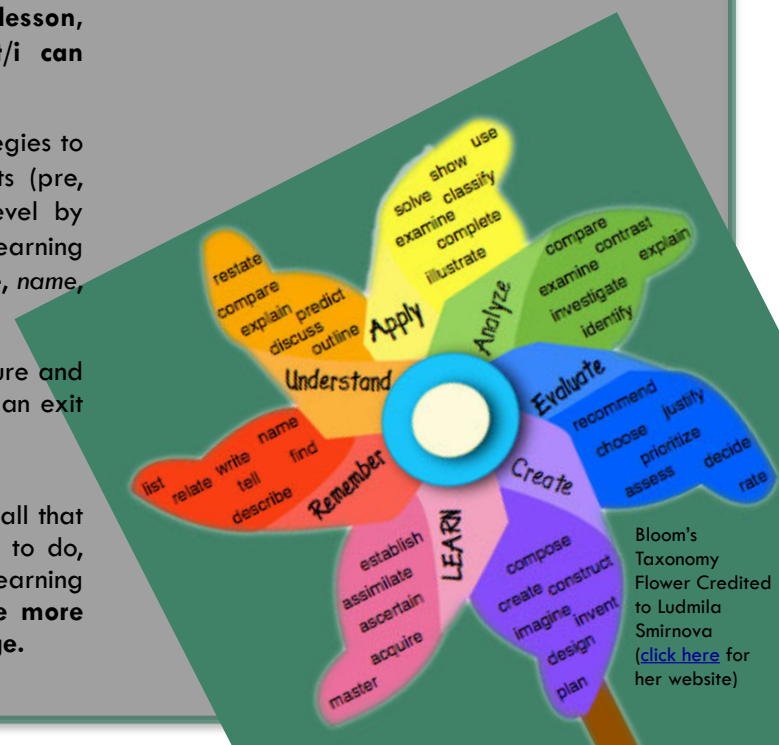 lesson,
t/i can
egies to
ts (pre,
evel by
earning
e, name,
ure and
an exit
all that
to do,
earning
e more
ge.
use
show
solve classify
examine
complete
illustrate
Apply
compare
contrast
explain
examine
investigate
identify
Analyze
restate
compare
explain predict
discuss
outline
Understand
Evaluate
recommend
justify
choose
prioritize
decide
assess
rate
name
write
find
list relate tell
describe
Remember
Create
compose
create construct
imagine invent
design
plan
LEARN
establish
assimilate
ascertain
acquire
master
Bloom's
Taxonomy
Flower Credited
to Ludmila
Smirnova
(click here for
her website)